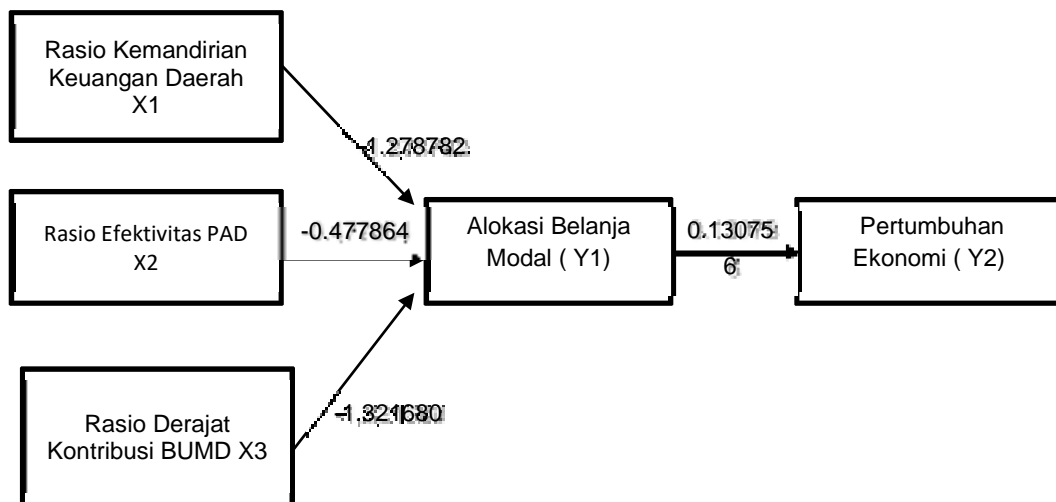 Rasio Kemandirian
Keuangan Daerah
X1
-1.278782
Rasio Efektivitas PAD
X2
-0.477864
Alokasi Belanja
Modal ( Y1)
0.13075
6
Pertumbuhan
Ekonomi ( Y2)
-1.321680
Rasio Derajat
Kontribusi BUMD X3